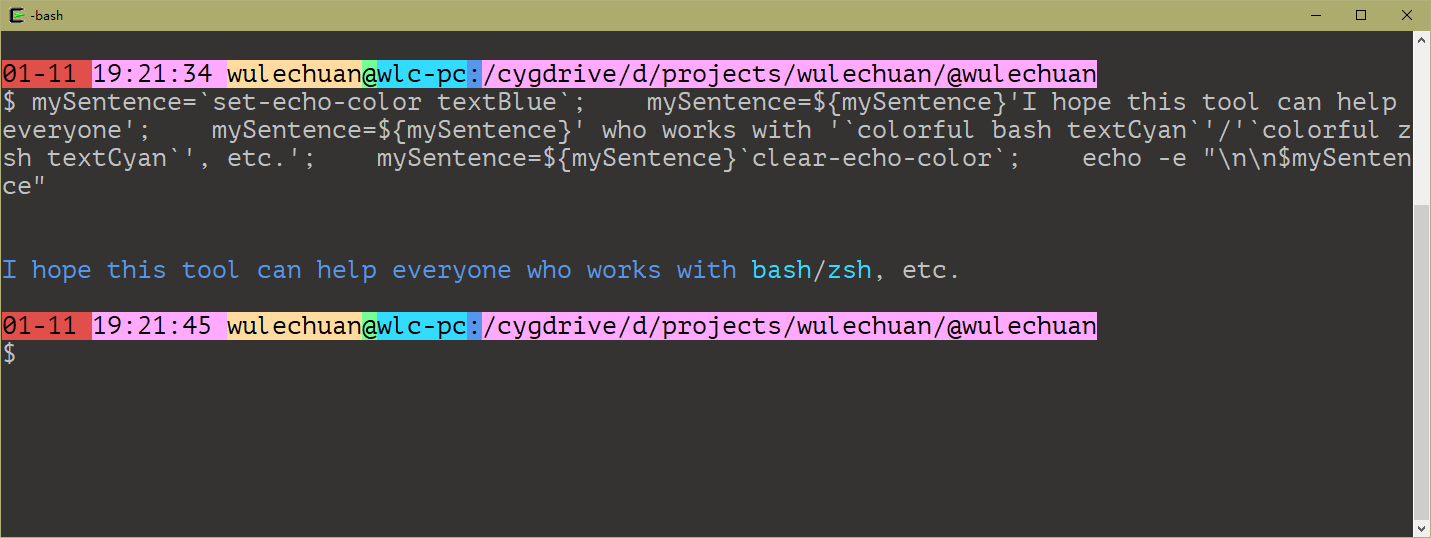 -bash
01-11 19:21:34 wulechuan@wlc-pc:/cygdrive/d/projects/wulechuan/@wulechuan
$ mySentence=`set-echo-color textBlue`;    mySentence=${mySentence}'I hope this tool can help 
everyone';    mySentence=${mySentence}' who works with '`colorful bash textCyan`'/'`colorful z
sh textCyan`', etc.';    mySentence=${mySentence}`clear-echo-color`;    echo -e "\n\n$mySenten
ce"
I hope this tool can help everyone who works with bash/zsh, etc.
01-11 19:21:45 wulechuan@wlc-pc:/cygdrive/d/projects/wulechuan/@wulechuan
$